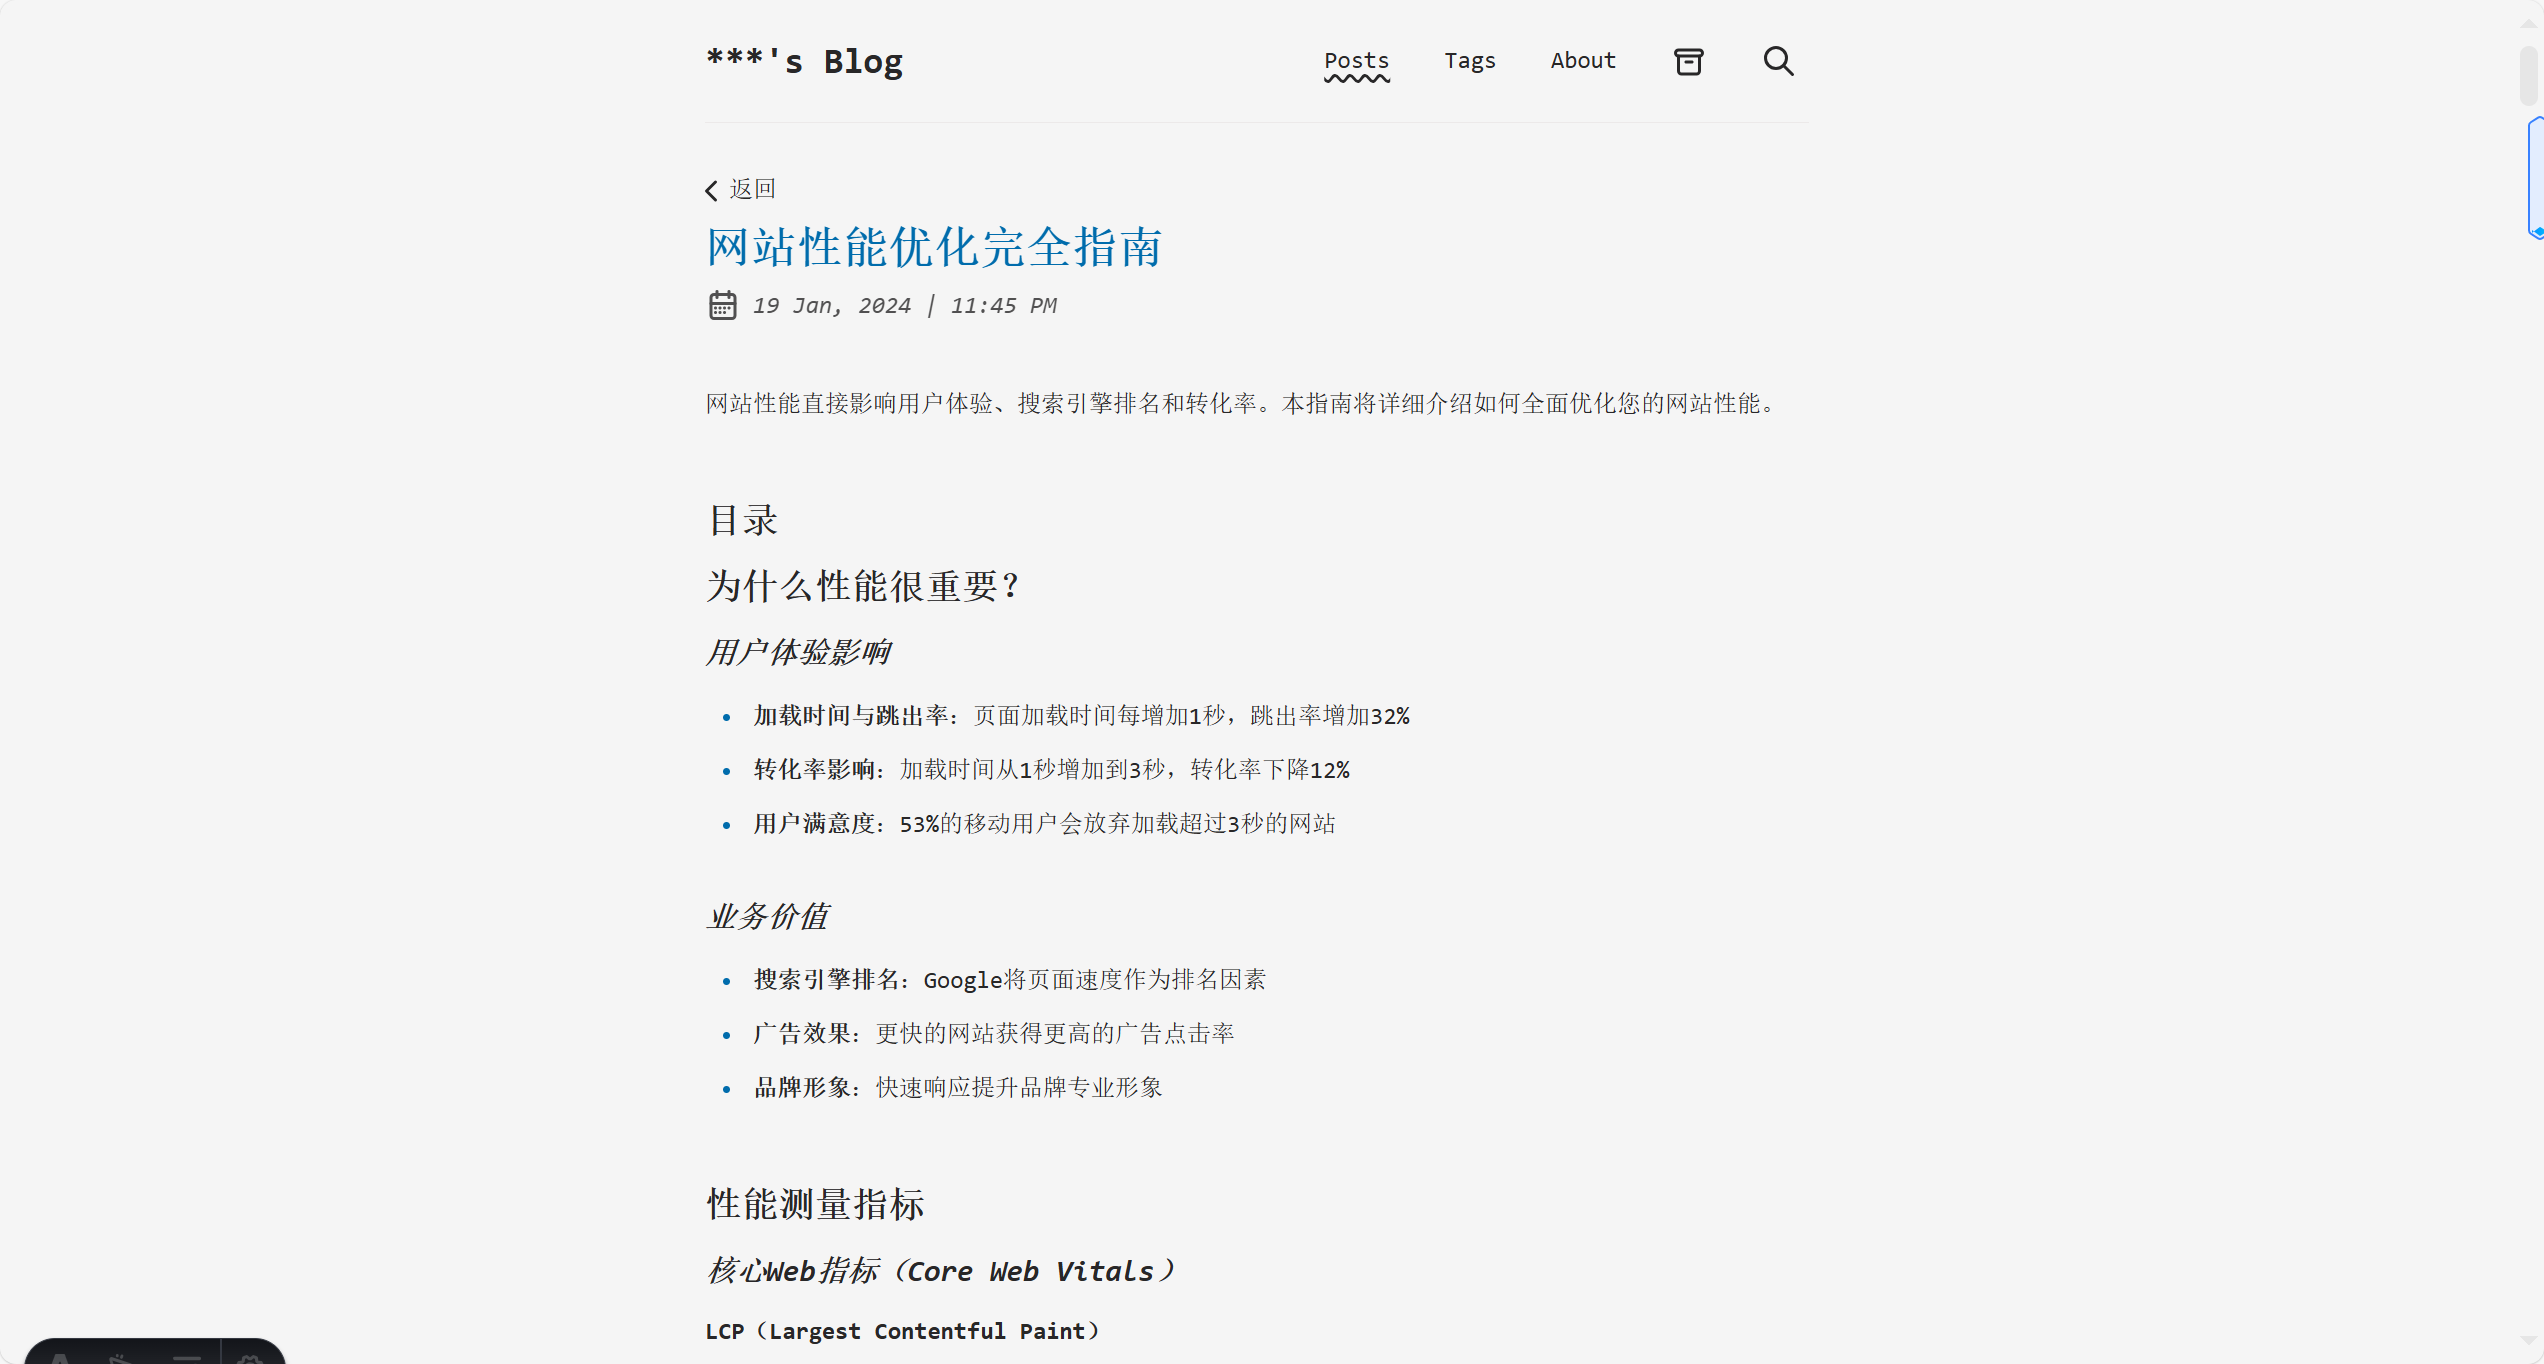 ***'s Blog
Posts
Tags
About
返回
网站性能优化完全指南
19 Jan, 2024 | 11:45 PM
网站性能直接影响用户体验、搜索引擎排名和转化率。本指南将详细介绍如何全面优化您的网站性能。
目录
为什么性能很重要？
用户体验影响
加载时间与跳出率：页面加载时间每增加1秒，跳出率增加32%
转化率影响：加载时间从1秒增加到3秒，转化率下降12%
用户满意度：53%的移动用户会放弃加载超过3秒的网站
业务价值
搜索引擎排名：Google将页面速度作为排名因素
广告效果：更快的网站获得更高的广告点击率
品牌形象：快速响应提升品牌专业形象
性能测量指标
核心Web指标（Core Web Vitals）
LCP（Largest Contentful Paint）